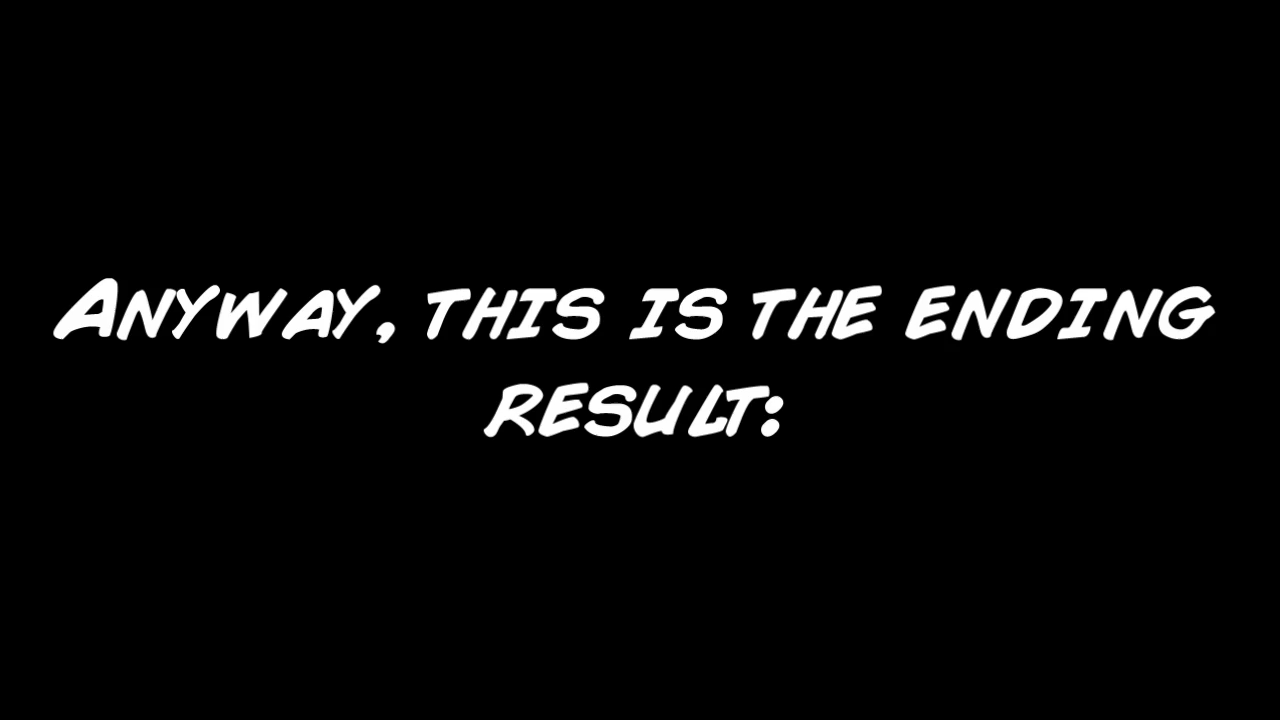 Anyway, this is the ending
result: